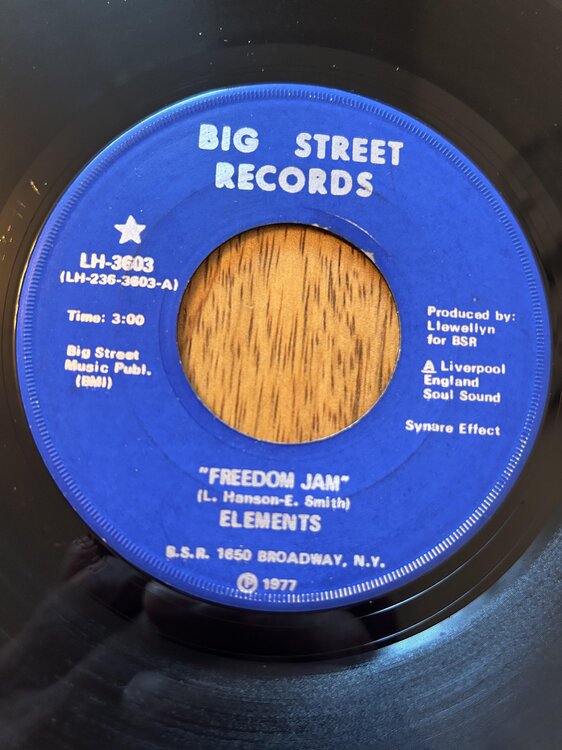 BIG STREET
RECORDS
LH-3603
(LH-236-3603-A)
Time: 3:00
Big Street
Music Publ.
(BMI)
Produced by:
Llewellyn
for BSR
A Liverpool
England
Soul Sound
Synare Effect
"FREEDOM JAM"
(L. Hanson-E. Smith)
ELEMENTS
B.S.R. 1650 BROADWAY, N.Y.
℗ 1977